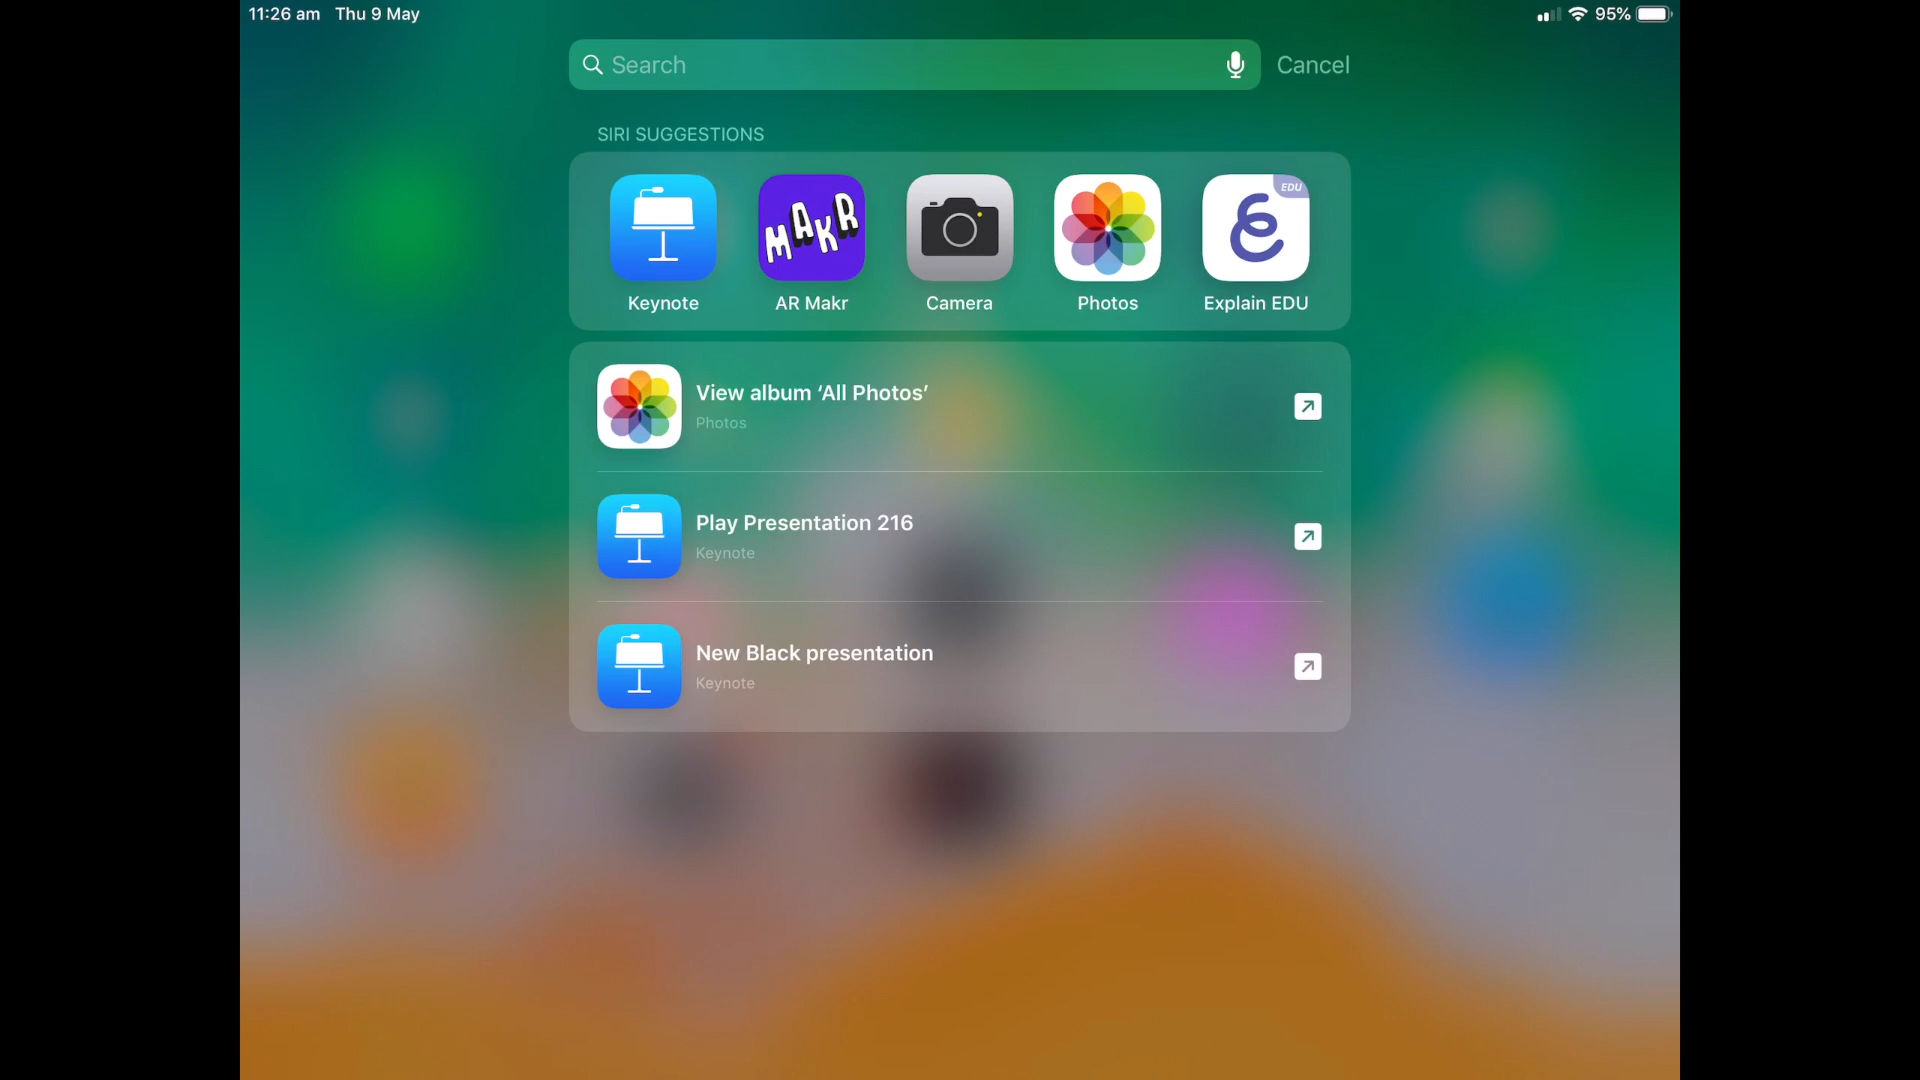 11:26 am Thu 9 May
95%
Search
Cancel
SIRI SUGGESTIONS
MAKR
EDU
Keynote
AR Makr
Camera
Photos
Explain EDU
View album ‘All Photos’
Photos
Play Presentation 216
Keynote
New Black presentation
Keynote